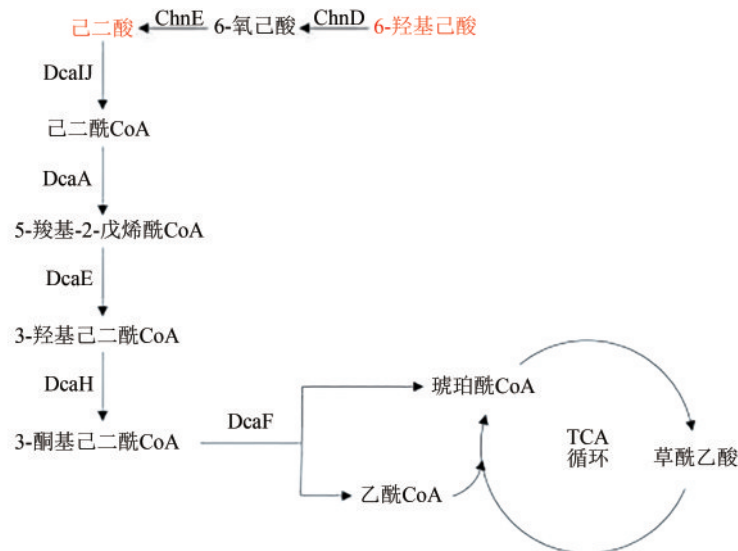 己二酸 ChnE 6-氧己酸 ChnD 6-羟基己酸
DcaIJ
己二酰CoA
DcaA
5-羧基-2-戊烯酰CoA
DcaE
3-羟基己二酰CoA
DcaH
3-酮基己二酰CoA
DcaF
琥珀酰CoA
乙酰CoA
TCA
循环
草酰乙酸